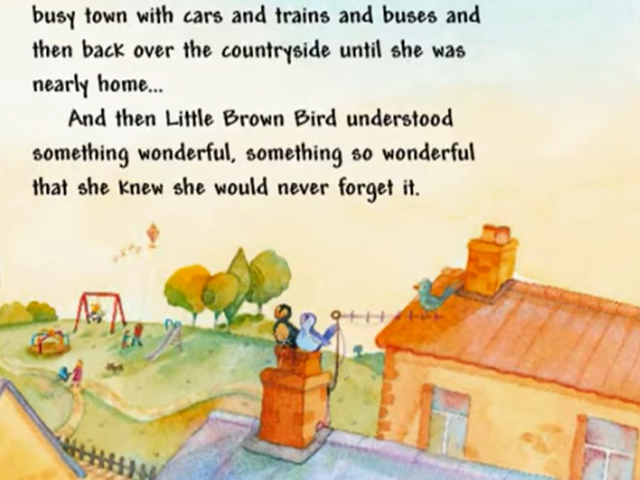 busy town with cars and trains and buses and
then back over the countryside until she was
nearly home...
And then Little Brown Bird understood
something wonderful, something so wonderful
that she knew she would never forget it.